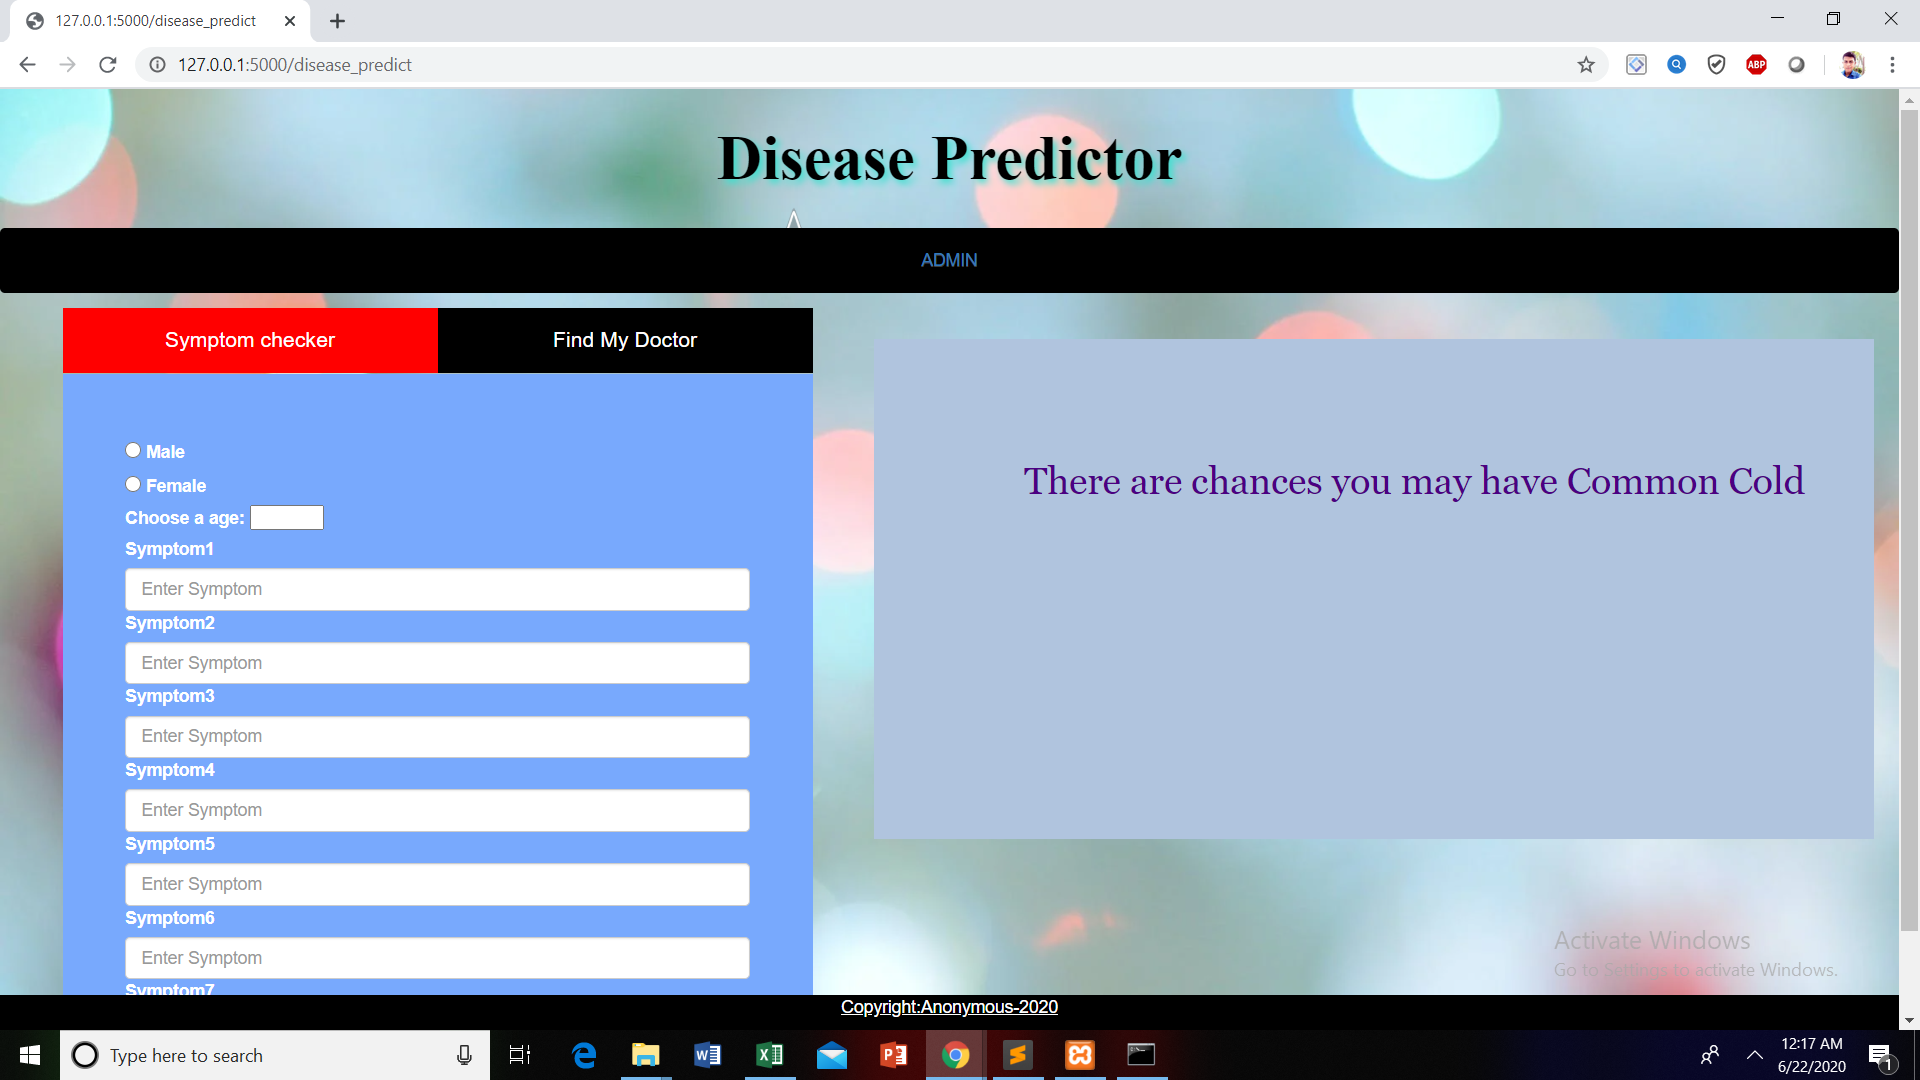 127.0.0.1:5000/disease_predict
127.0.0.1:5000/disease_predict
ABP
Disease Predictor
ADMIN
Symptom checker
Find My Doctor
Male
Female
Choose a age:
Symptom1
Enter Symptom
Symptom2
Enter Symptom
Symptom3
Enter Symptom
Symptom4
Enter Symptom
Symptom5
Enter Symptom
Symptom6
Enter Symptom
Symptom7
There are chances you may have Common Cold
Activate Windows
Go to Settings to activate Windows.
Copyright:Anonymous-2020
Type here to search
12:17 AM
6/22/2020
1